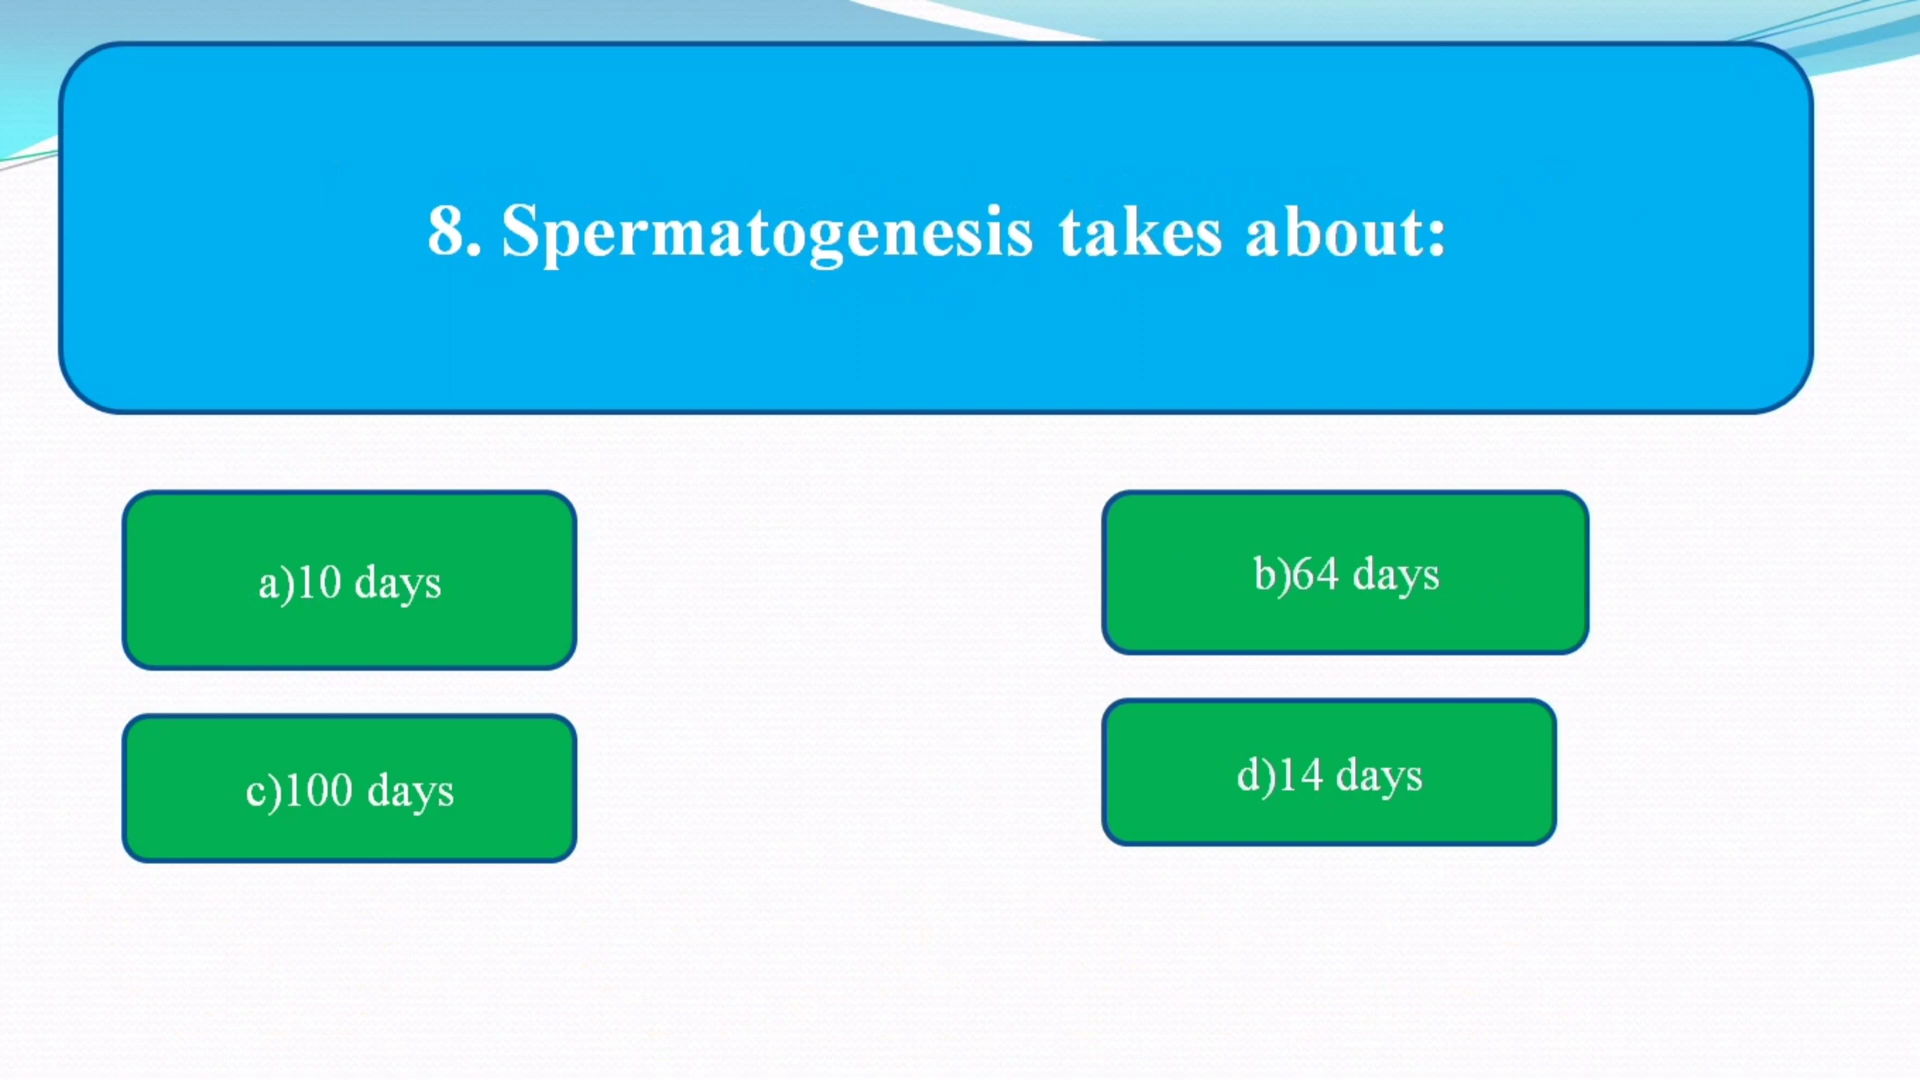 8. Spermatogenesis takes about:
a)10 days
b)64 days
c)100 days
d)14 days